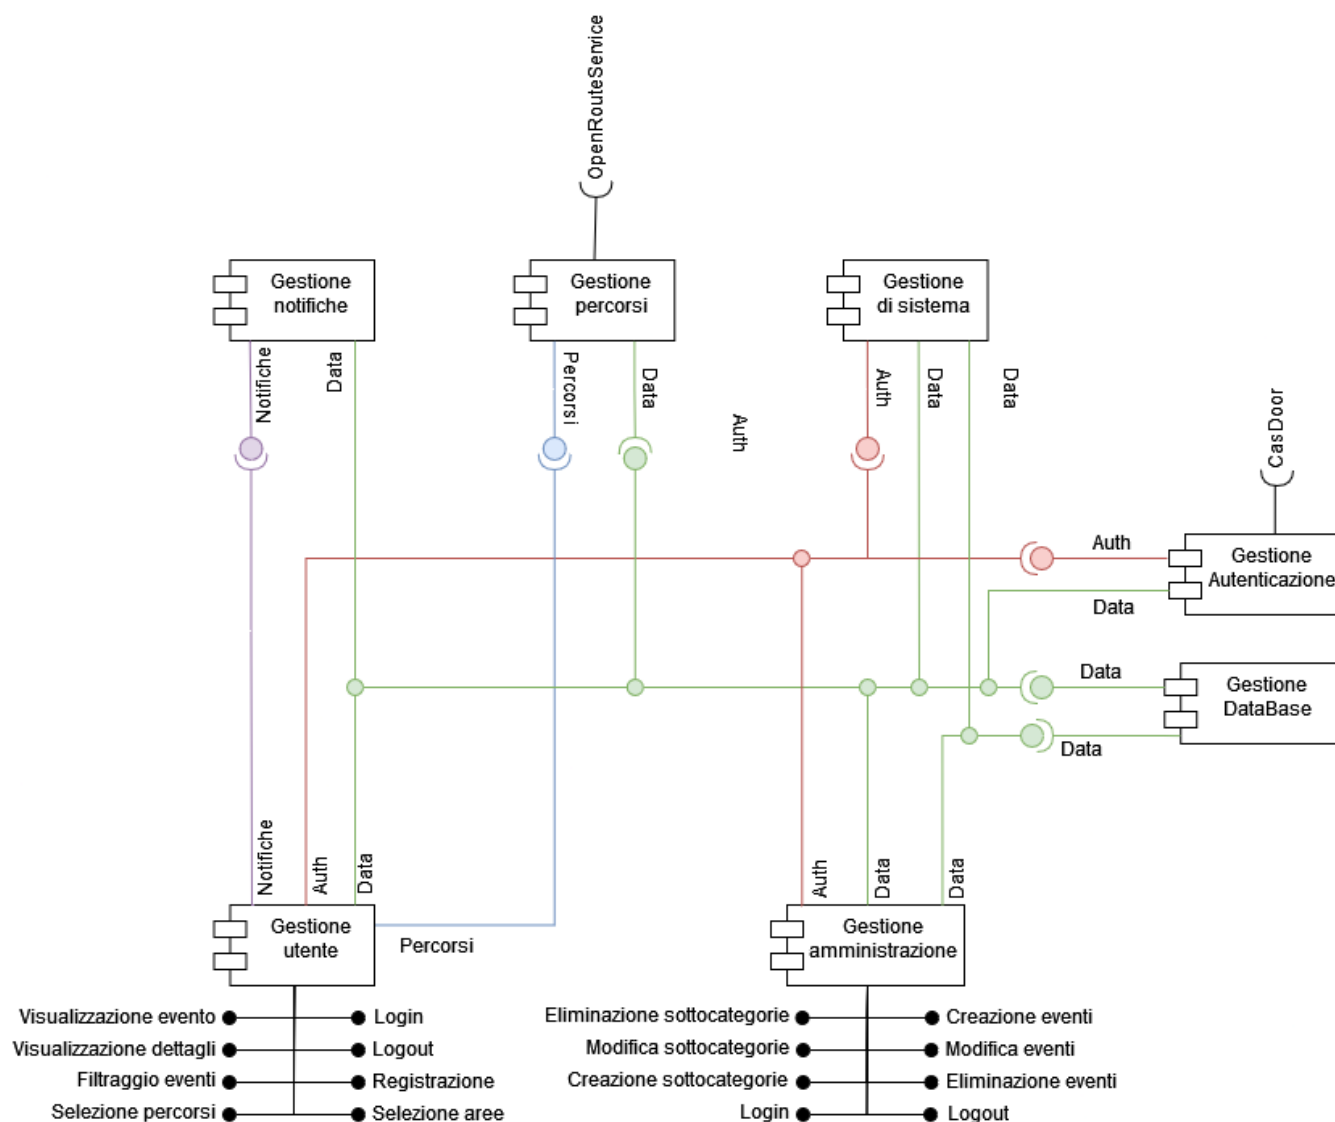 OpenRouteService
Gestione
notifiche
Gestione
percorsi
Gestione
di sistema
Notifiche
Data
Percorsi
Data
Auth
Auth
Data
Data
CasDoor
Auth
Gestione
Autenticazione
Data
Data
Gestione
DataBase
Data
Notifiche
Auth
Data
Auth
Data
Data
Gestione
utente
Percorsi
Gestione
amministrazione
Visualizzazione evento
Login
Visualizzazione dettagli
Logout
Filtraggio eventi
Registrazione
Selezione percorsi
Selezione aree
Eliminazione sottocategorie
Creazione eventi
Modifica sottocategorie
Modifica eventi
Creazione sottocategorie
Eliminazione eventi
Login
Logout